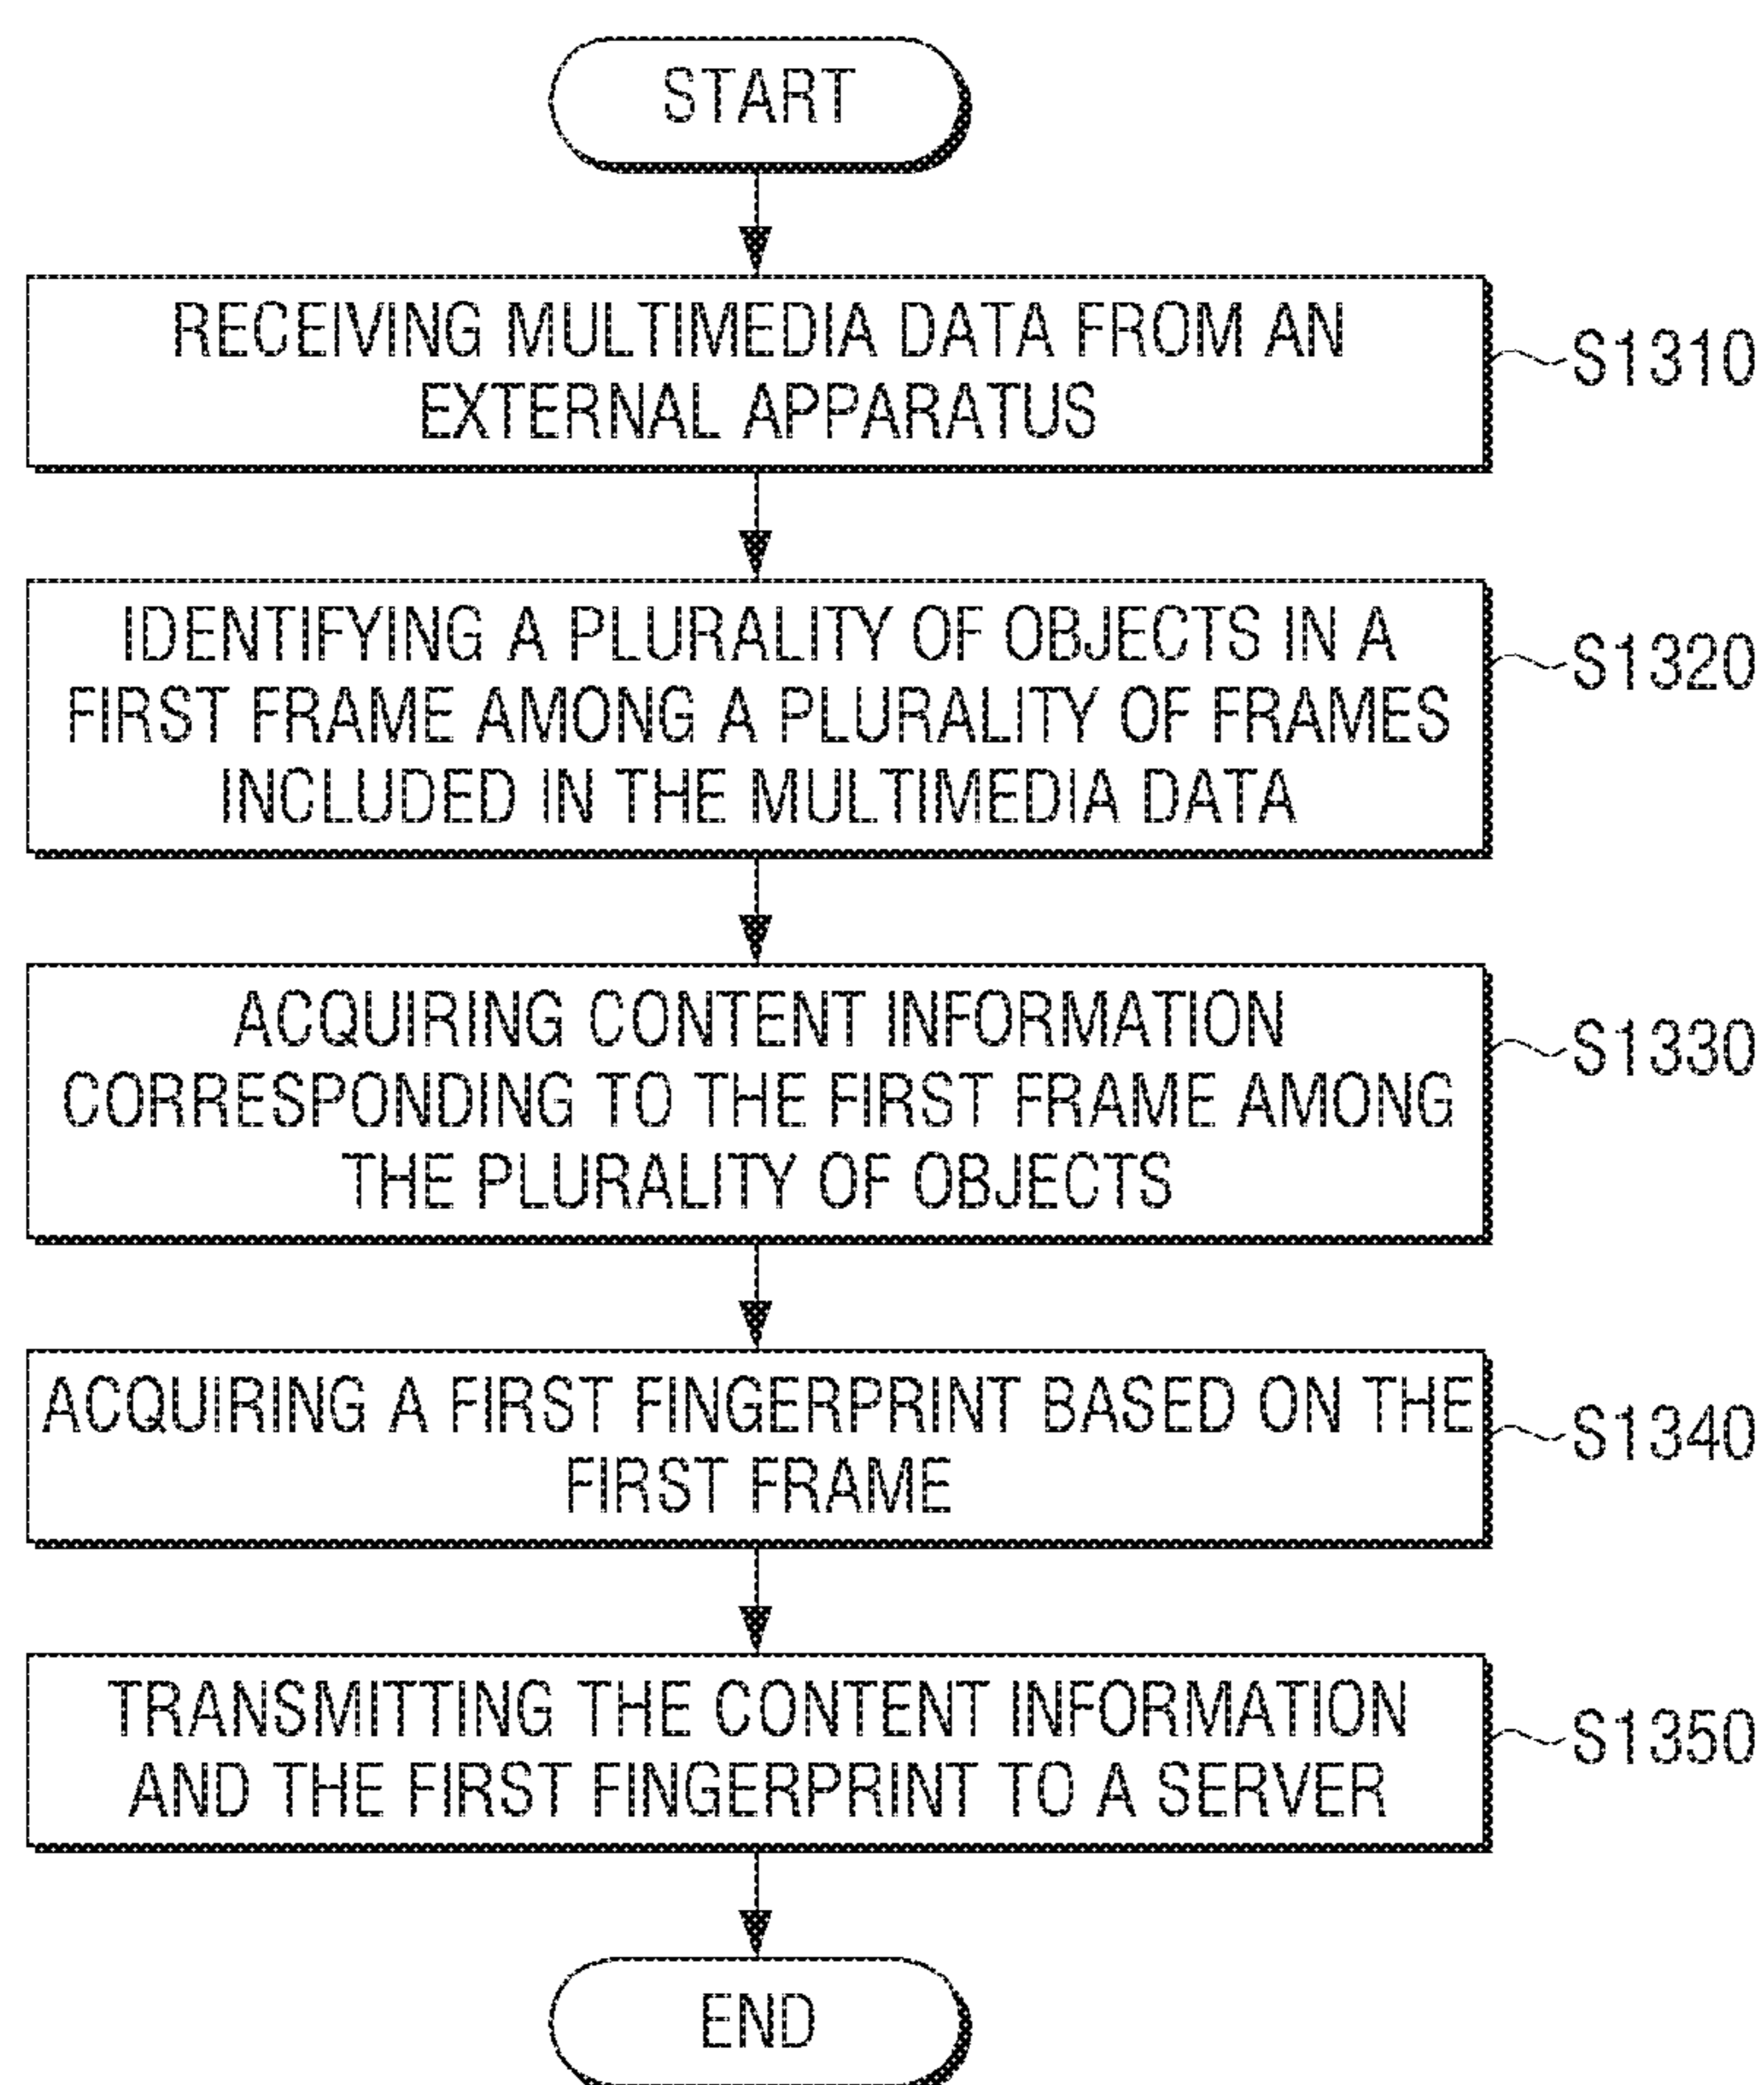 START
RECEIVING MULTIMEDIA DATA FROM AN
EXTERNAL APPARATUS
S1310
IDENTIFYING A PLURALITY OF OBJECTS IN A
FIRST FRAME AMONG A PLURALITY OF FRAMES
INCLUDED IN THE MULTIMEDIA DATA
S1320
ACQUIRING CONTENT INFORMATION
CORRESPONDING TO THE FIRST FRAME AMONG
THE PLURALITY OF OBJECTS
S1330
ACQUIRING A FIRST FINGERPRINT BASED ON THE
FIRST FRAME
S1340
TRANSMITTING THE CONTENT INFORMATION
AND THE FIRST FINGERPRINT TO A SERVER
S1350
END